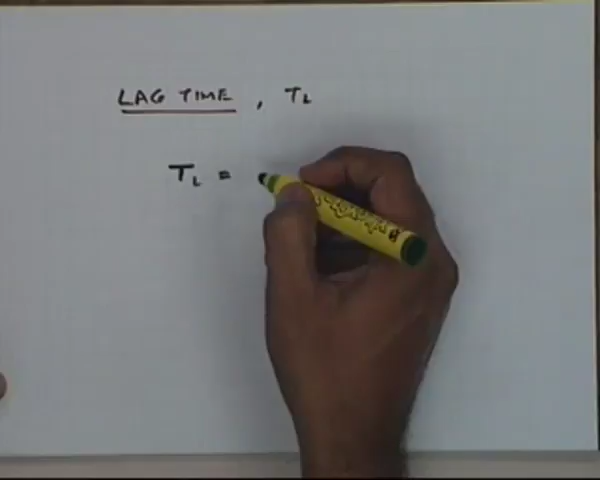 LAG TIME , TL
TL =